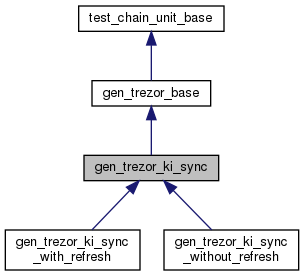 test_chain_unit_base
gen_trezor_base
gen_trezor_ki_sync
gen_trezor_ki_sync
_with_refresh
gen_trezor_ki_sync
_without_refresh